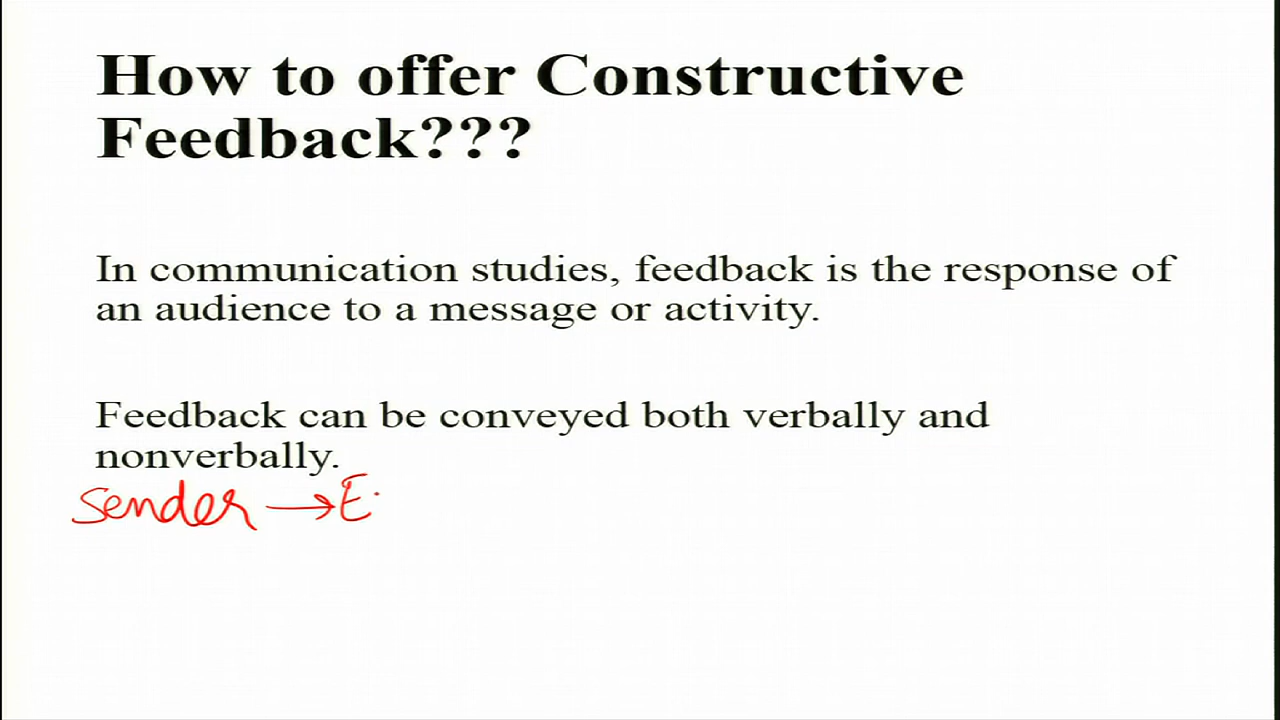 How to offer Constructive
Feedback???
In communication studies, feedback is the response of
an audience to a message or activity.
Feedback can be conveyed both verbally and
nonverbally.
Sender → E